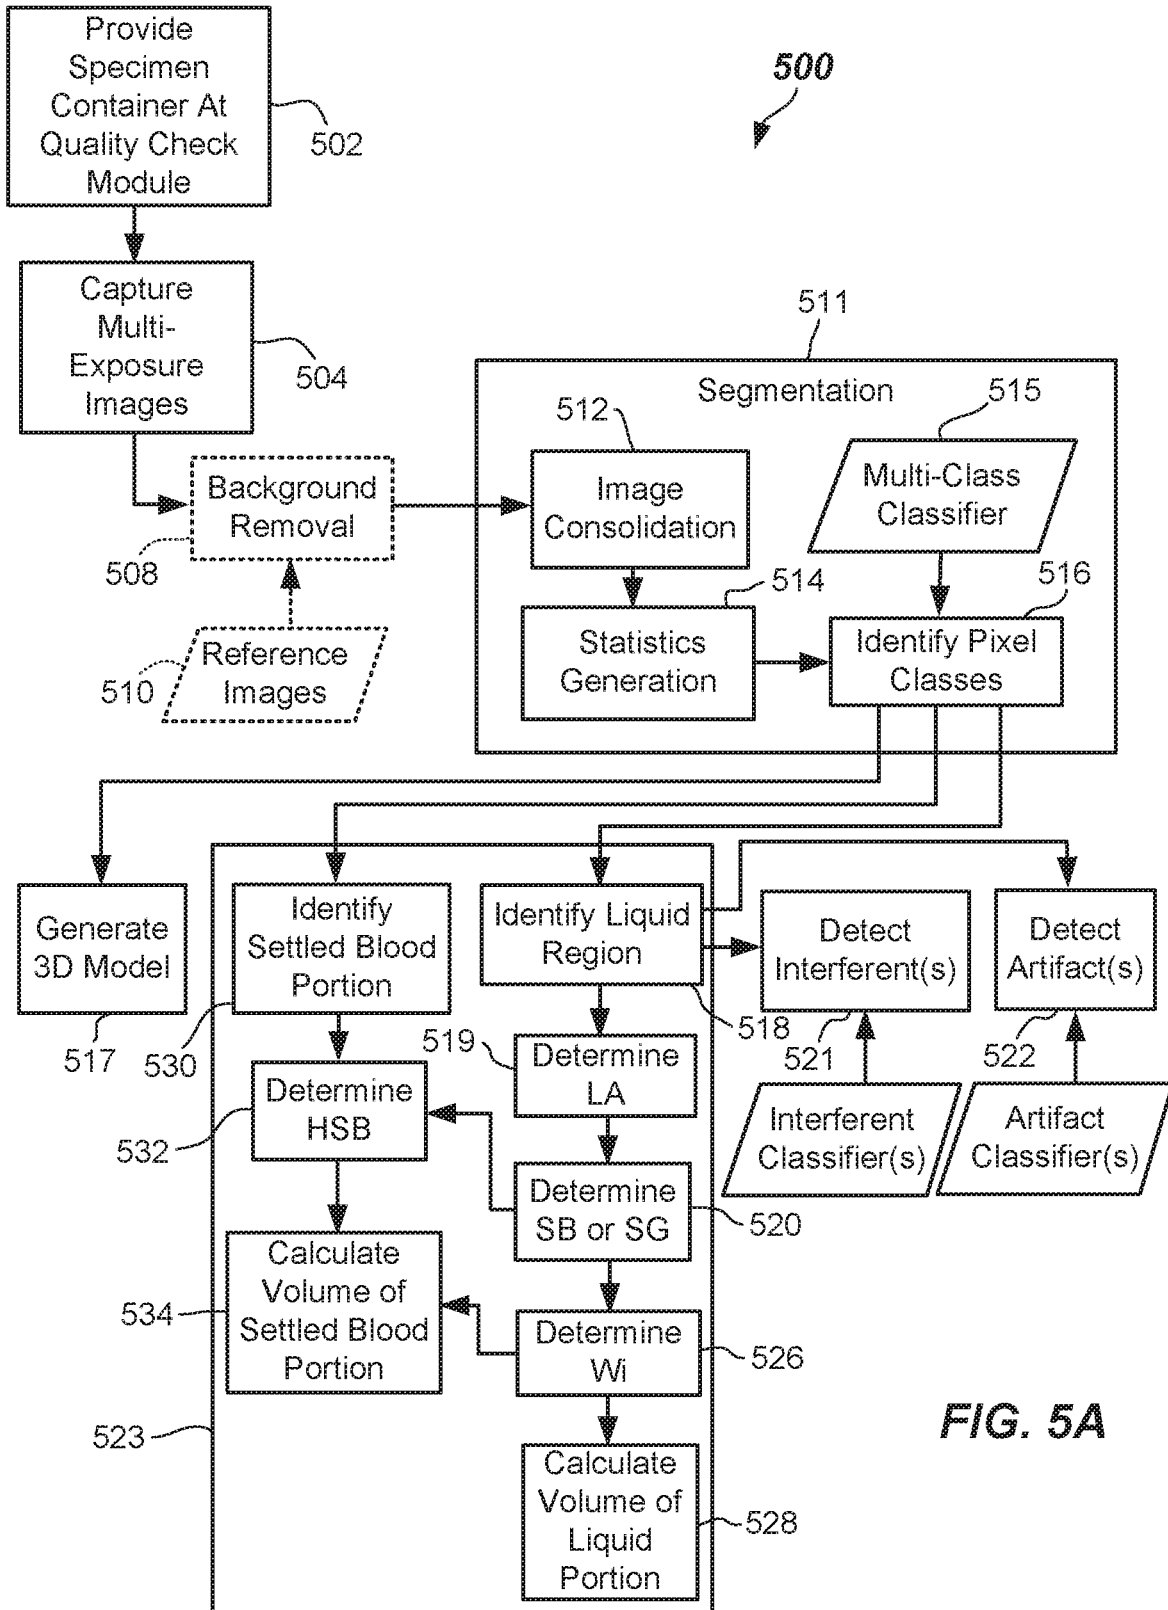 Provide
Specimen
Container At
Quality Check
Module
502
500
Capture
Multi-
Exposure
Images
504
511
Segmentation
512
515
Image
Consolidation
Multi-Class
Classifier
Background
Removal
508
514
516
Statistics
Generation
Identify Pixel
Classes
Reference
Images
510
Generate
3D Model
517
Identify
Settled Blood
Portion
530
Identify Liquid
Region
518
Detect
Interferent(s)
521
Detect
Artifact(s)
522
519
Determine
LA
Determine
HSB
532
Interferent
Classifier(s)
Artifact
Classifier(s)
Determine
SB or SG
520
Calculate
Volume of
Settled Blood
Portion
534
Determine
Wi
526
523
Calculate
Volume of
Liquid
Portion
528
FIG. 5A